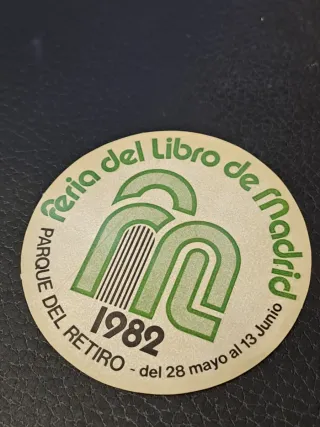 Feria del Libro de Madrid
1982
PARQUE DEL RETIRO - del 28 mayo al 13 Junio